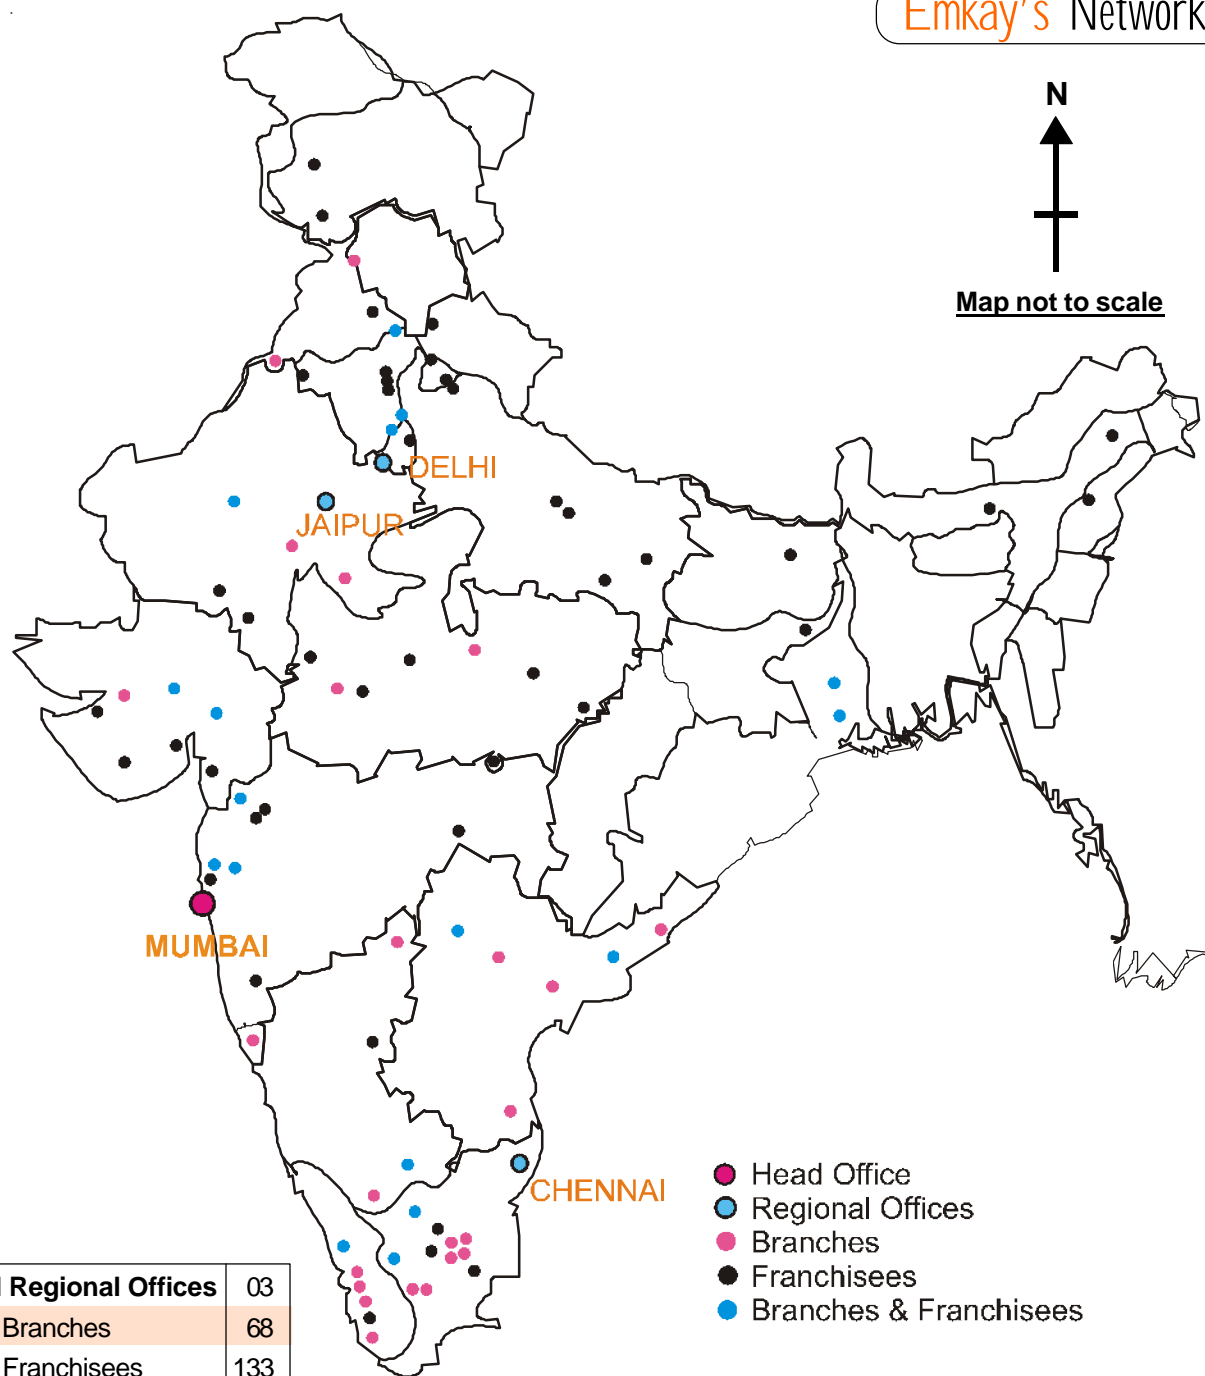 Emkay's Network
N
Map not to scale
DELHI
JAIPUR
MUMBAI
CHENNAI
Head Office
Regional Offices
Branches
Franchisees
Branches & Franchisees
Regional Offices 03
Branches 68
Franchisees 133